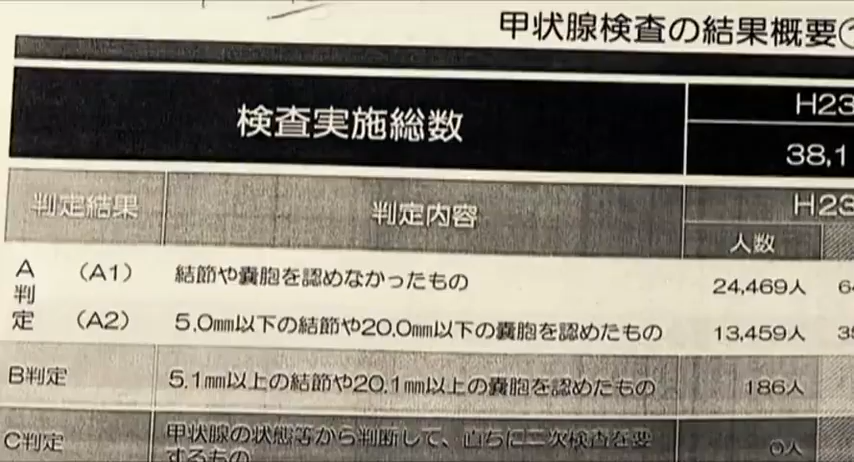 甲状腺検査の結果概要
検査実施総数 H23
38,1
判定結果 判定内容 H23
人数
A判定 (A1) 結節や嚢胞を認めなかったもの 24,469人 64
(A2) 5.0㎜以下の結節や20.0㎜以下の嚢胞を認めたもの 13,459人
B判定 5.1㎜以上の結節や20.1㎜以上の嚢胞を認めたもの 186人
C判定 甲状腺の状態等から判断して、直ちに二次検査を要
するもの 0人